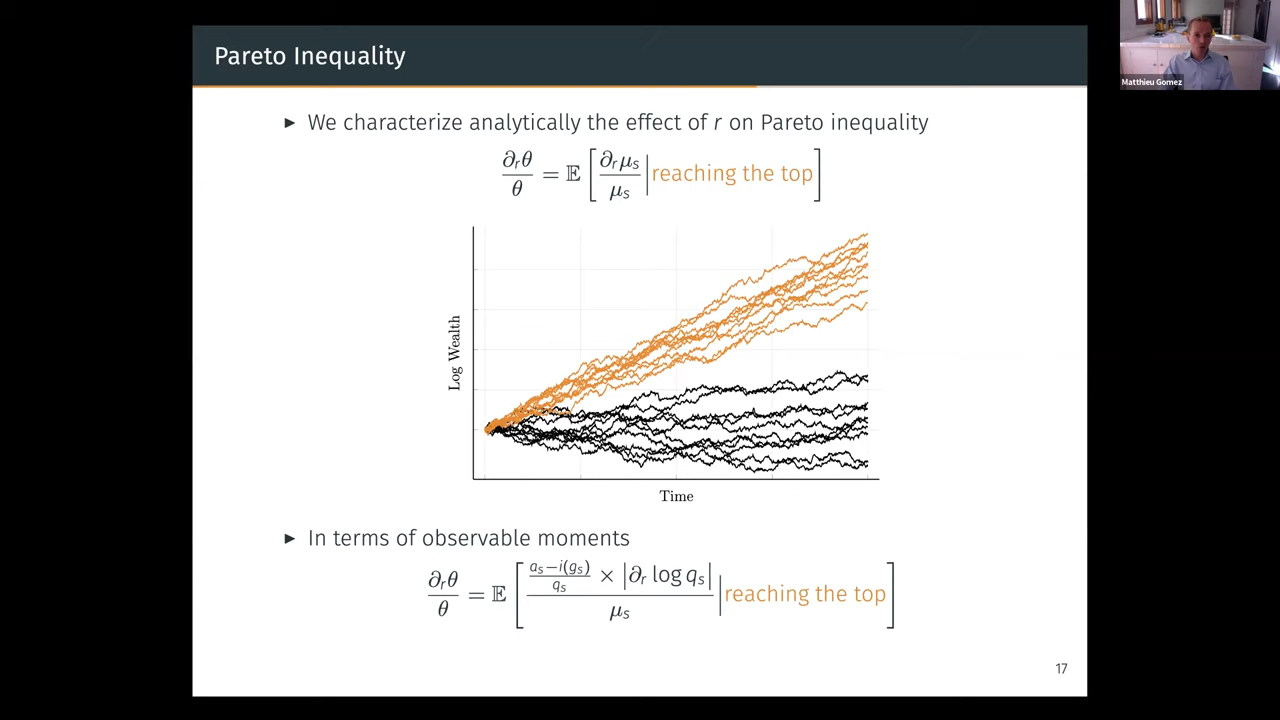 Pareto Inequality
Matthieu Gomez
▶ We characterize analytically the effect of r on Pareto inequality
∂rθ/θ = 𝔼[∂rμs/μs | reaching the top]
Log Wealth
Time
▶ In terms of observable moments
∂rθ/θ = 𝔼[((as−i(gs))/qs × |∂r log qs|)/μs | reaching the top]
17